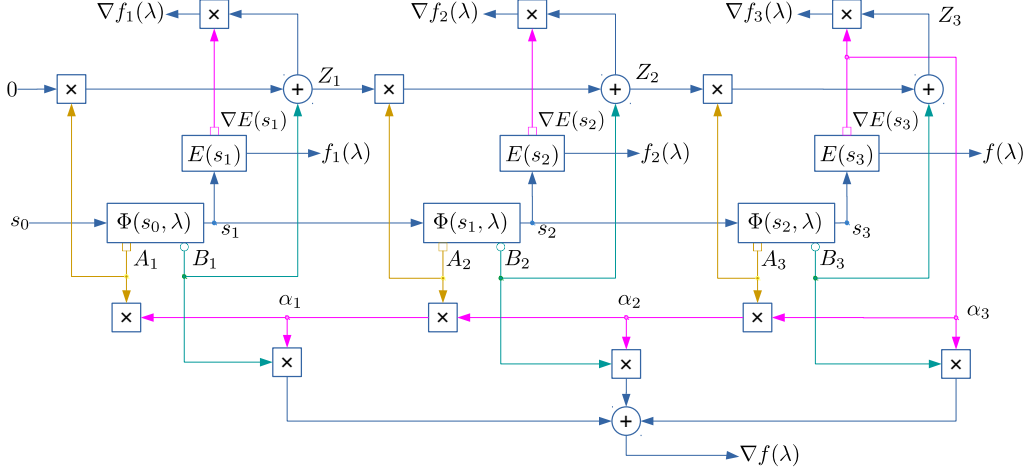 ∇f₁(λ) × ∇f₂(λ) × ∇f₃(λ) × Z₃
0 × + Z₁ × + Z₂ × +
∇E(s₁) ∇E(s₂) ∇E(s₃)
E(s₁) f₁(λ) E(s₂) f₂(λ) E(s₃) f(λ)
s₀ Φ(s₀, λ) s₁ Φ(s₁, λ) s₂ Φ(s₂, λ) s₃
A₁ B₁ A₂ B₂ A₃ B₃
× α₁ × α₂ × α₃
× × ×
+
∇f(λ)